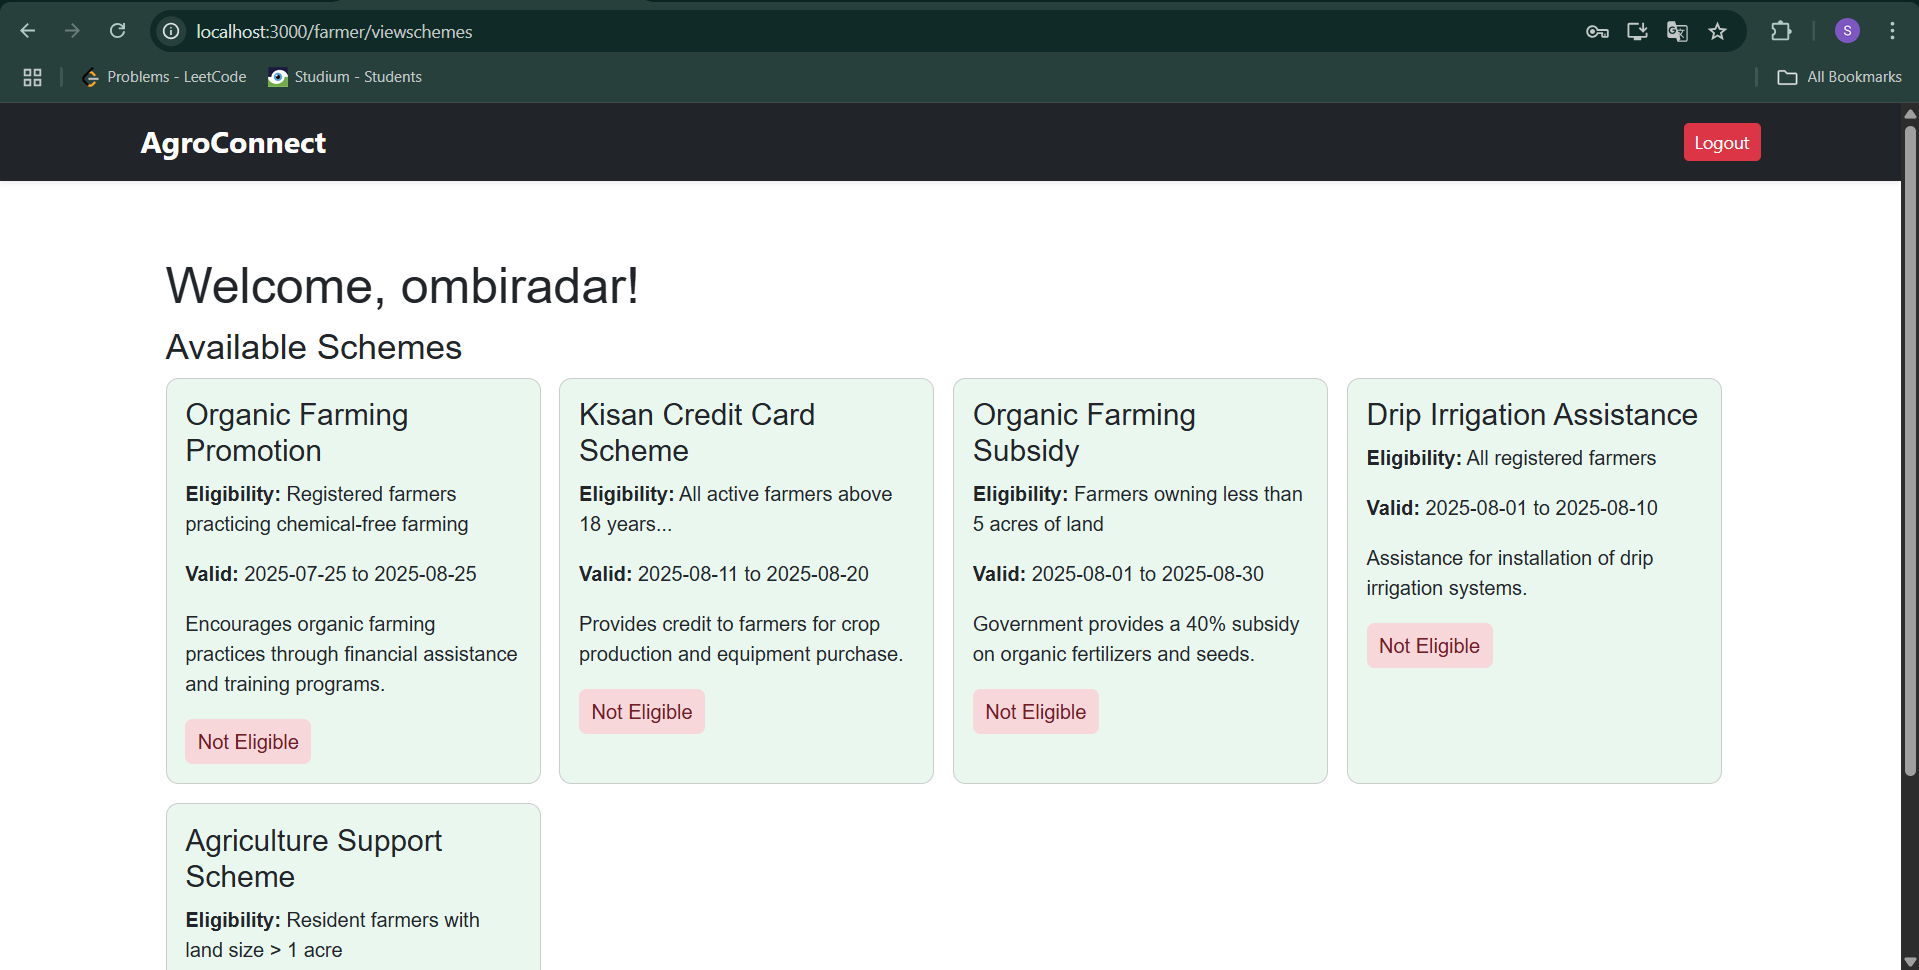 localhost:3000/farmer/viewschemes
S
Problems - LeetCode
Studium - Students
All Bookmarks
AgroConnect
Logout
Welcome, ombiradar!
Available Schemes
Organic Farming
Promotion
Eligibility: Registered farmers
practicing chemical-free farming
Valid: 2025-07-25 to 2025-08-25
Encourages organic farming
practices through financial assistance
and training programs.
Not Eligible
Kisan Credit Card
Scheme
Eligibility: All active farmers above
18 years...
Valid: 2025-08-11 to 2025-08-20
Provides credit to farmers for crop
production and equipment purchase.
Not Eligible
Organic Farming
Subsidy
Eligibility: Farmers owning less than
5 acres of land
Valid: 2025-08-01 to 2025-08-30
Government provides a 40% subsidy
on organic fertilizers and seeds.
Not Eligible
Drip Irrigation Assistance
Eligibility: All registered farmers
Valid: 2025-08-01 to 2025-08-10
Assistance for installation of drip
irrigation systems.
Not Eligible
Agriculture Support
Scheme
Eligibility: Resident farmers with
land size > 1 acre